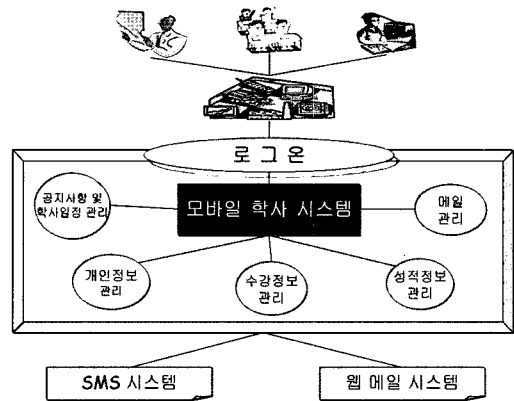 로그온
공지사항 및
학사일정 관리
모바일 학사 시스템
메일
관리
개인정보
관리
수강정보
관리
성적정보
관리
SMS 시스템
웹 메일 시스템